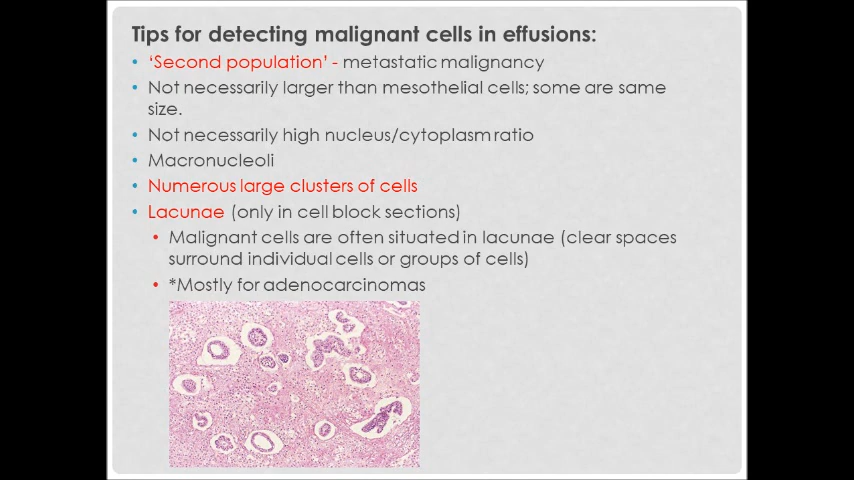 Tips for detecting malignant cells in effusions:
• ‘Second population’ - metastatic malignancy
• Not necessarily larger than mesothelial cells; some are same
size.
• Not necessarily high nucleus/cytoplasm ratio
• Macronucleoli
• Numerous large clusters of cells
• Lacunae (only in cell block sections)
• Malignant cells are often situated in lacunae (clear spaces
surround individual cells or groups of cells)
• *Mostly for adenocarcinomas